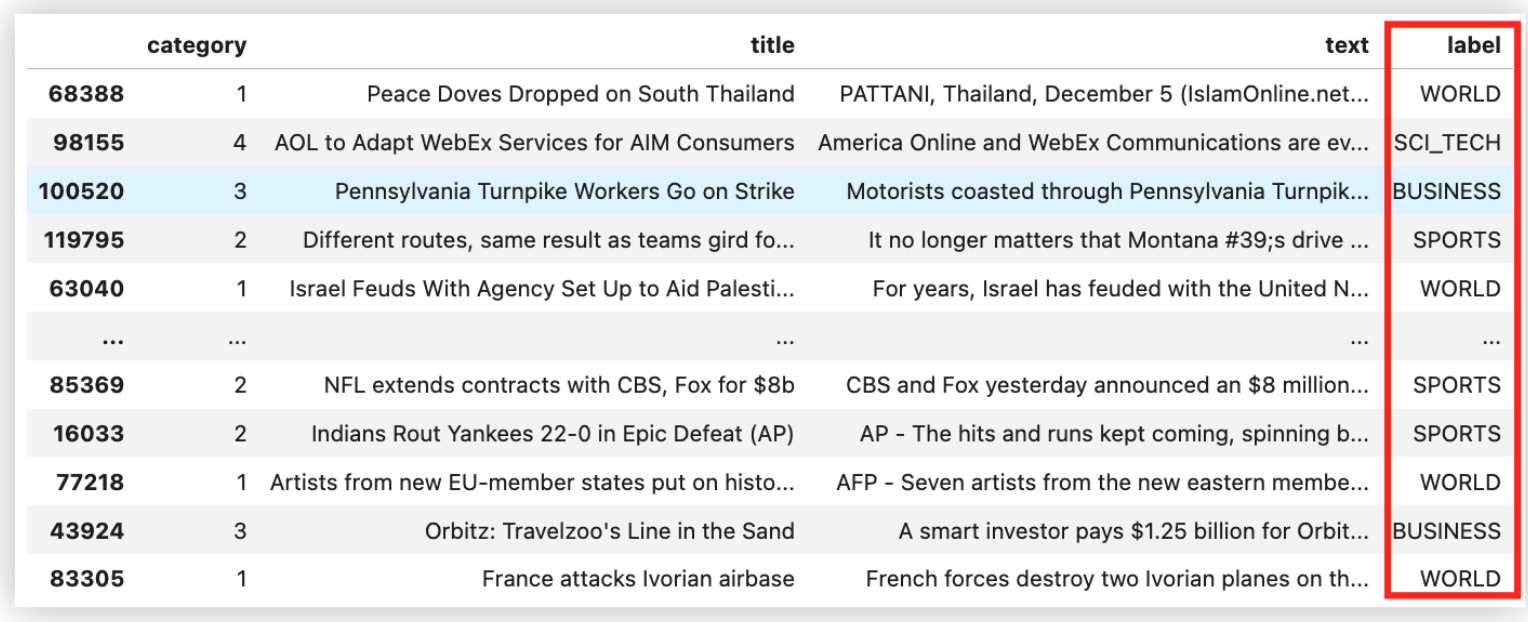 category title text label
68388 1 Peace Doves Dropped on South Thailand PATTANI, Thailand, December 5 (IslamOnline.net... WORLD
98155 4 AOL to Adapt WebEx Services for AIM Consumers America Online and WebEx Communications are ev... SCI_TECH
100520 3 Pennsylvania Turnpike Workers Go on Strike Motorists coasted through Pennsylvania Turnpik... BUSINESS
119795 2 Different routes, same result as teams gird fo... It no longer matters that Montana #39;s drive ... SPORTS
63040 1 Israel Feuds With Agency Set Up to Aid Palesti... For years, Israel has feuded with the United N... WORLD
... ... ... ... ...
85369 2 NFL extends contracts with CBS, Fox for $8b CBS and Fox yesterday announced an $8 million... SPORTS
16033 2 Indians Rout Yankees 22-0 in Epic Defeat (AP) AP - The hits and runs kept coming, spinning b... SPORTS
77218 1 Artists from new EU-member states put on histo... AFP - Seven artists from the new eastern membe... WORLD
43924 3 Orbitz: Travelzoo's Line in the Sand A smart investor pays $1.25 billion for Orbit... BUSINESS
83305 1 France attacks Ivorian airbase French forces destroy two Ivorian planes on th... WORLD